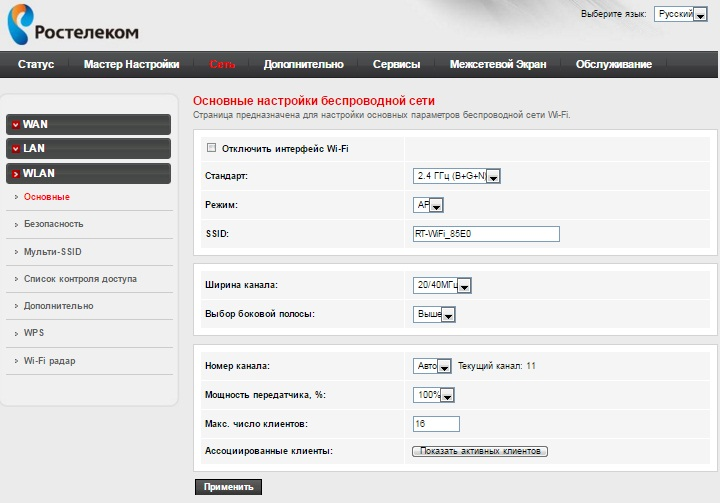 Ростелеком
Выберите язык: Русский
Статус Мастер Настройки Сеть Дополнительно Сервисы Межсетевой Экран Обслуживание
WAN
LAN
WLAN
Основные
Безопасность
Мульти-SSID
Список контроля доступа
Дополнительно
WPS
Wi-Fi радар
Основные настройки беспроводной сети
Страница предназначена для настройки основных параметров беспроводной сети Wi-Fi.
Отключить интерфейс Wi-Fi
Стандарт: 2.4 ГГц (B+G+N)
Режим: AP
SSID: RT-WiFi_85E0
Ширина канала: 20/40МГц
Выбор боковой полосы: Выше
Номер канала: Авто Текущий канал: 11
Мощность передатчика, %: 100%
Макс. число клиентов: 16
Ассоциированные клиенты: Показать активных клиентов
Применить